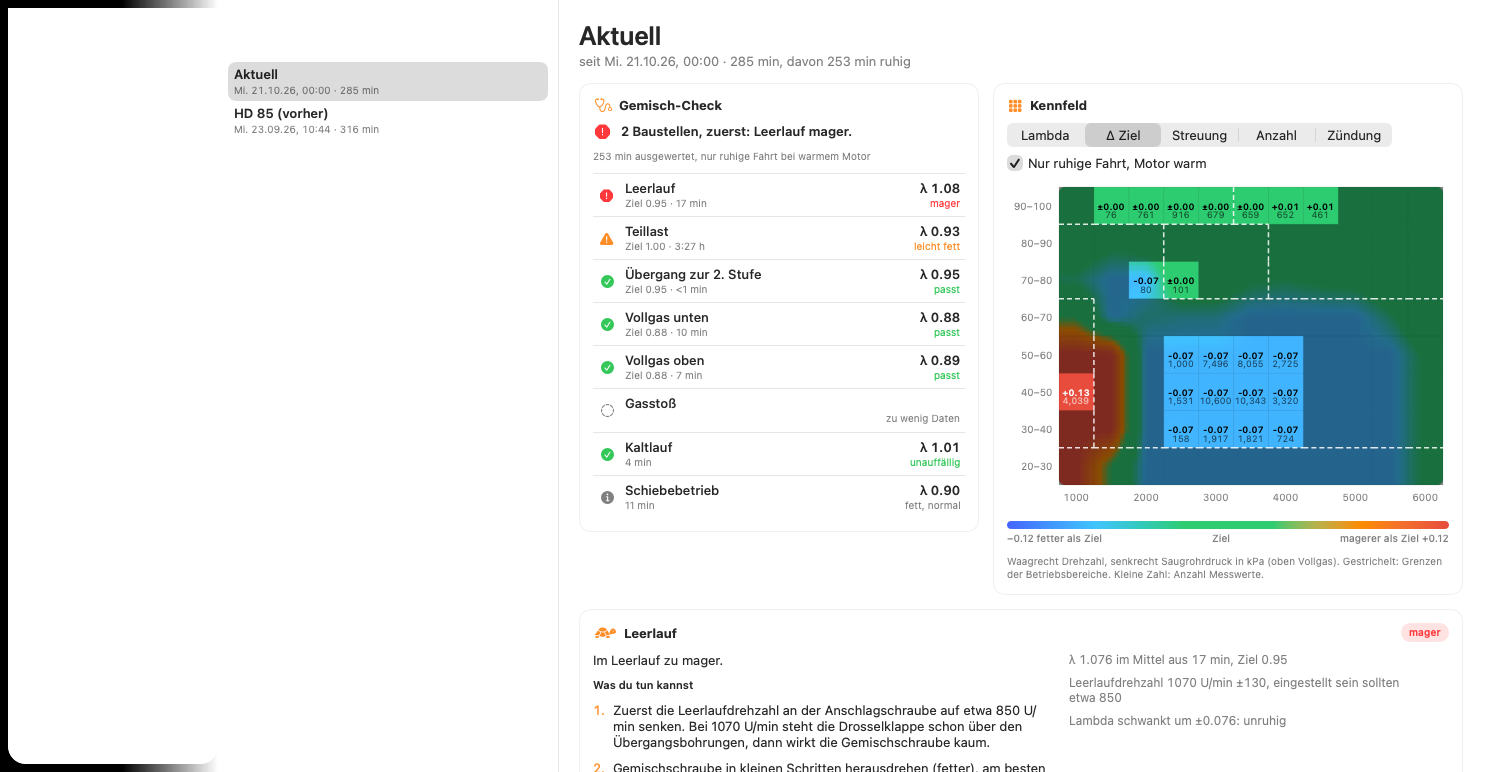 Aktuell
Mi. 21.10.26, 00:00 · 285 min
HD 85 (vorher)
Mi. 23.09.26, 10:44 · 316 min
Aktuell
seit Mi. 21.10.26, 00:00 · 285 min, davon 253 min ruhig
Gemisch-Check
2 Baustellen, zuerst: Leerlauf mager.
253 min ausgewertet, nur ruhige Fahrt bei warmem Motor
Leerlauf λ 1.08
Ziel 0.95 · 17 min mager
Teillast λ 0.93
Ziel 1.00 · 3:27 h leicht fett
Übergang zur 2. Stufe λ 0.95
Ziel 0.95 · <1 min passt
Vollgas unten λ 0.88
Ziel 0.88 · 10 min passt
Vollgas oben λ 0.89
Ziel 0.88 · 7 min passt
Gasstoß
zu wenig Daten
Kaltlauf λ 1.01
4 min unauffällig
Schiebebetrieb λ 0.90
11 min fett, normal
Kennfeld
Lambda Δ Ziel Streuung Anzahl Zündung
Nur ruhige Fahrt, Motor warm
90–100 ±0.00 ±0.00 ±0.00 ±0.00 ±0.00 +0.01 +0.01
76 761 916 679 659 652 461
80–90
70–80 -0.07 ±0.00
80 101
60–70
50–60 -0.07 -0.07 -0.07 -0.07
1,000 7,496 8,055 2,725
40–50 +0.13 -0.07 -0.07 -0.07 -0.07
4,039 1,531 10,600 10,343 3,320
30–40 -0.07 -0.07 -0.07 -0.07
158 1,917 1,821 724
20–30
1000 2000 3000 4000 5000 6000
−0.12 fetter als Ziel Ziel magerer als Ziel +0.12
Waagrecht Drehzahl, senkrecht Saugrohrdruck in kPa (oben Vollgas). Gestrichelt: Grenzen
der Betriebsbereiche. Kleine Zahl: Anzahl Messwerte.
Leerlauf mager
Im Leerlauf zu mager.
Was du tun kannst
1. Zuerst die Leerlaufdrehzahl an der Anschlagschraube auf etwa 850 U/
min senken. Bei 1070 U/min steht die Drosselklappe schon über den
Übergangsbohrungen, dann wirkt die Gemischschraube kaum.
2. Gemischschraube in kleinen Schritten herausdrehen (fetter), am besten
λ 1.076 im Mittel aus 17 min, Ziel 0.95
Leerlaufdrehzahl 1070 U/min ±130, eingestellt sein sollten
etwa 850
Lambda schwankt um ±0.076: unruhig